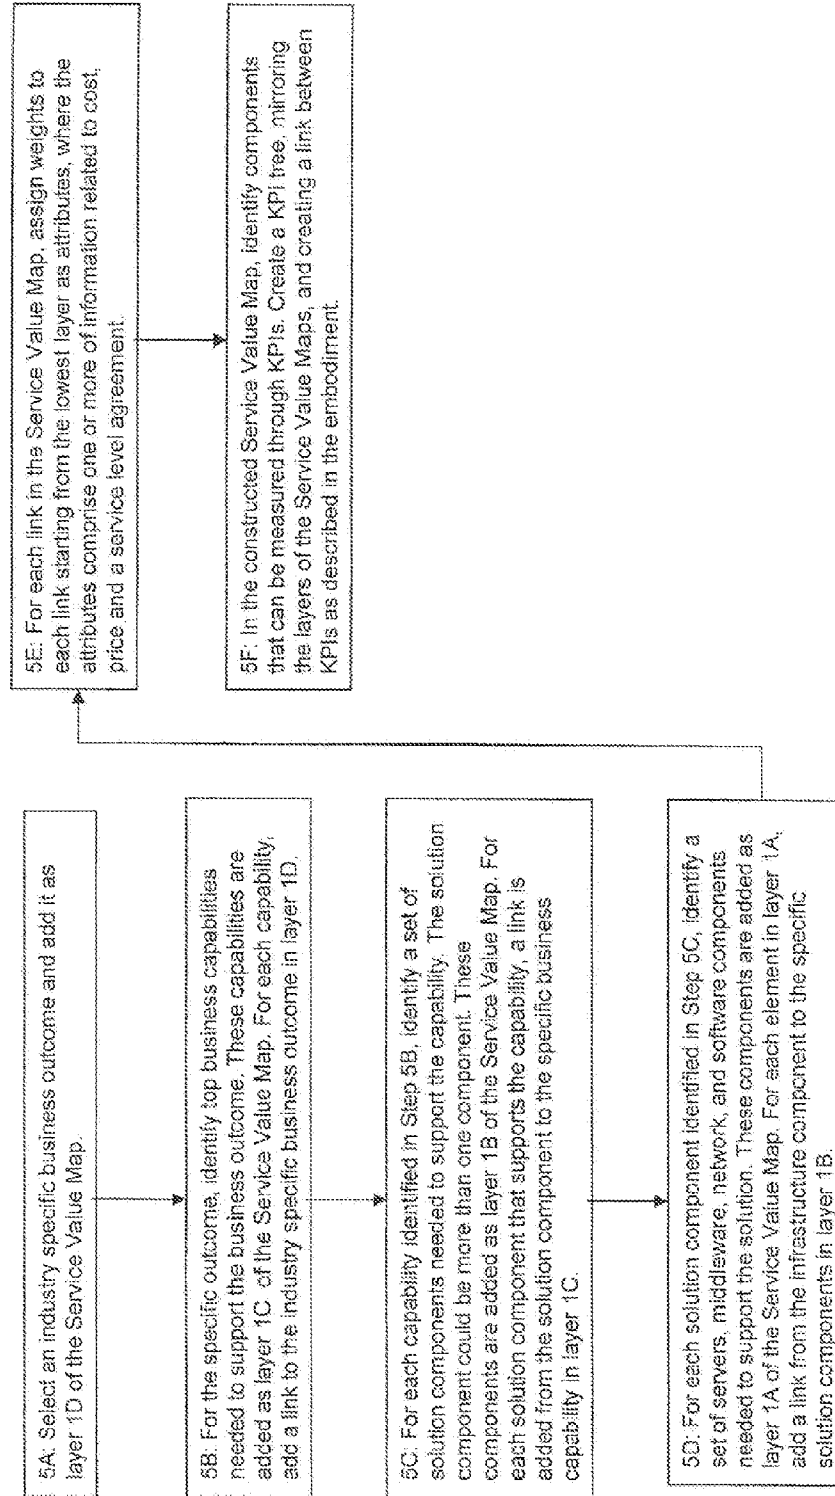 5A: Select an industry specific business outcome and add it as
layer 1D of the Service Value Map.
5B: For the specific outcome, identify top business capabilities
needed to support the business outcome. These capabilities are
added as layer 1C of the Service Value Map. For each capability,
add a link to the industry specific business outcome in layer 1D.
5C: For each capability identified in Step 5B, identify a set of
solution components needed to support the capability. The solution
component could be more than one component. These
components are added as layer 1B of the Service Value Map. For
each solution component that supports the capability, a link is
added from the solution component to the specific business
capability in layer 1C.
5D: For each solution component identified in Step 5C, identify a
set of servers, middleware, network, and software components
needed to support the solution. These components are added as
layer 1A of the Service Value Map. For each element in layer 1A,
add a link from the infrastructure component to the specific
solution components in layer 1B.
5E: For each link in the Service Value Map, assign weights to
each link starting from the lowest layer as attributes, where the
attributes comprise one or more of information related to cost,
price and a service level agreement.
5F: In the constructed Service Value Map, identify components
that can be measured through KPIs. Create a KPI tree, mirroring
the layers of the Service Value Maps, and creating a link between
KPIs as described in the embodiment.